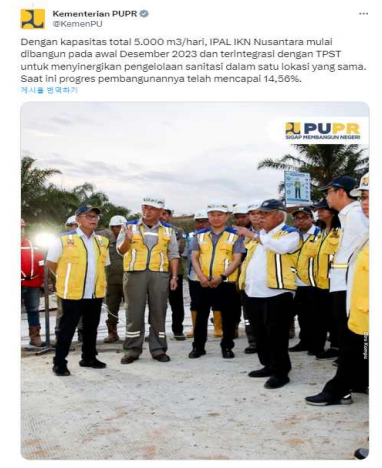 Kementerian PUPR
@KemenPU
Dengan kapasitas total 5.000 m3/hari, IPAL IKN Nusantara mulai
dibangun pada awal Desember 2023 dan terintegrasi dengan TPST
untuk menyinergikan pengelolaan sanitasi dalam satu lokasi yang sama.
Saat ini progres pembangunannya telah mencapai 14,56%.
게시물 번역하기
PUPR
SIGAP MEMBANGUN NEGERI